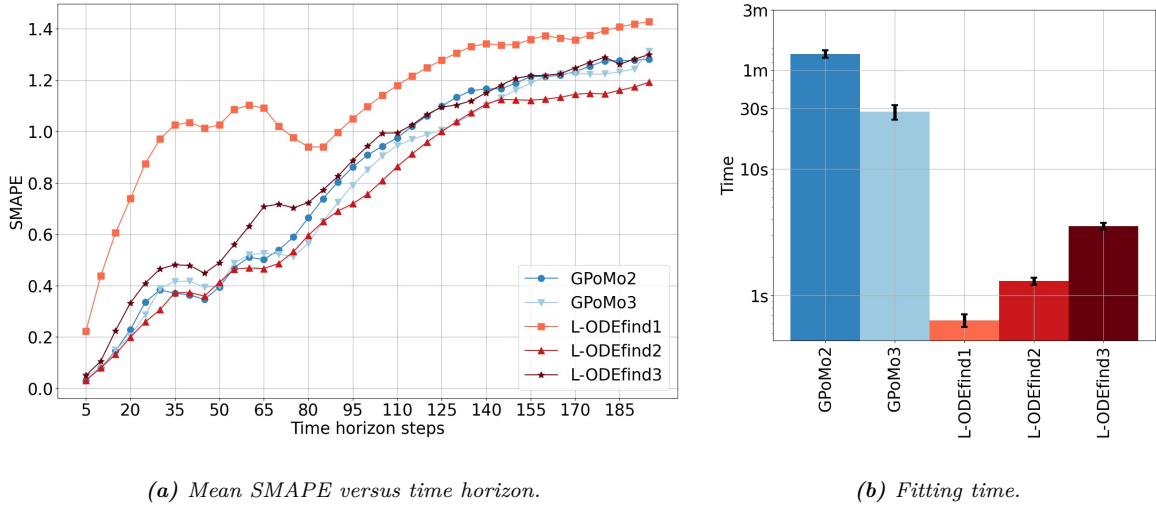 1.4
1.2
1.0
0.8
0.6
0.4
0.2
0.0
SMAPE
5 20 35 50 65 80 95 110 125 140 155 170 185
Time horizon steps
GPoMo2
GPoMo3
L-ODEfind1
L-ODEfind2
L-ODEfind3
(a) Mean SMAPE versus time horizon.
3m
1m
30s
10s
1s
Time
GPoMo2
GPoMo3
L-ODEfind1
L-ODEfind2
L-ODEfind3
(b) Fitting time.